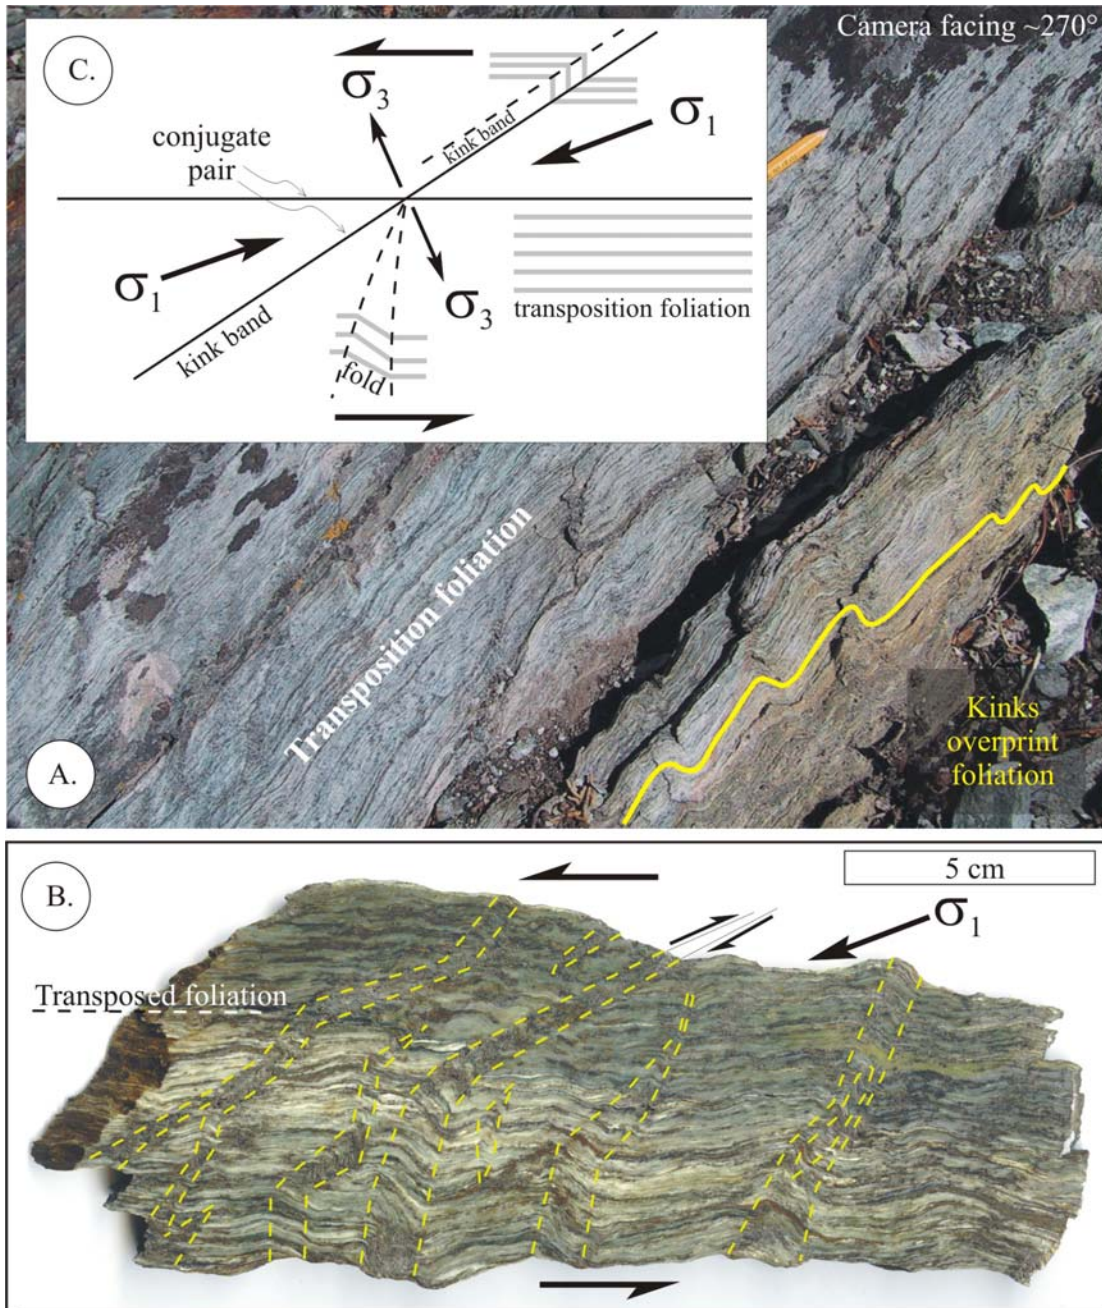 Camera facing ~270°
C.
σ3
σ1
kink band
conjugate
pair
σ1
σ3
transposition foliation
kink band
fold
Transposition foliation
Kinks
overprint
foliation
A.
B.
5 cm
σ1
Transposed foliation